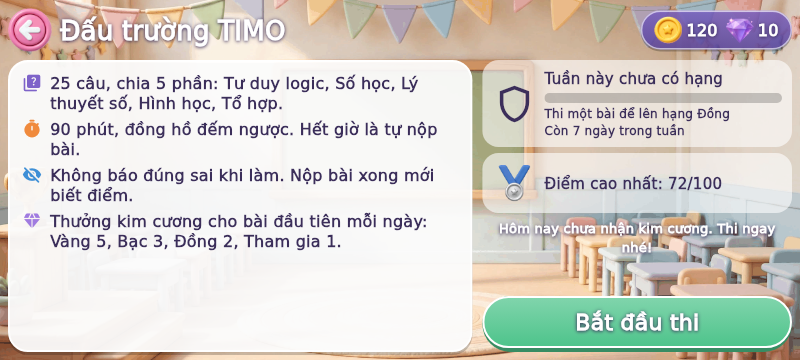 Đấu trường TIMO
120
10
25 câu, chia 5 phần: Tư duy logic, Số học, Lý
thuyết số, Hình học, Tổ hợp.
90 phút, đồng hồ đếm ngược. Hết giờ là tự nộp
bài.
Không báo đúng sai khi làm. Nộp bài xong mới
biết điểm.
Thưởng kim cương cho bài đầu tiên mỗi ngày:
Vàng 5, Bạc 3, Đồng 2, Tham gia 1.
Tuần này chưa có hạng
Thi một bài để lên hạng Đồng
Còn 7 ngày trong tuần
Điểm cao nhất: 72/100
Hôm nay chưa nhận kim cương. Thi ngay
nhé!
Bắt đầu thi